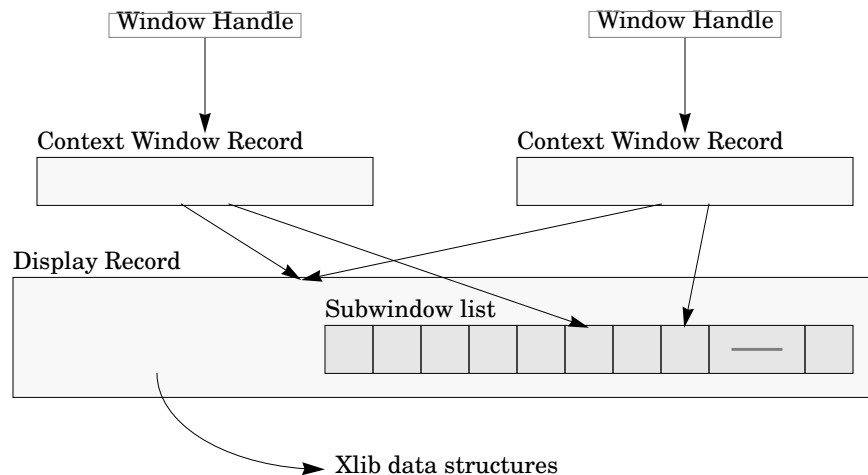 Window Handle
Window Handle
Context Window Record
Context Window Record
Display Record
Subwindow list
Xlib data structures